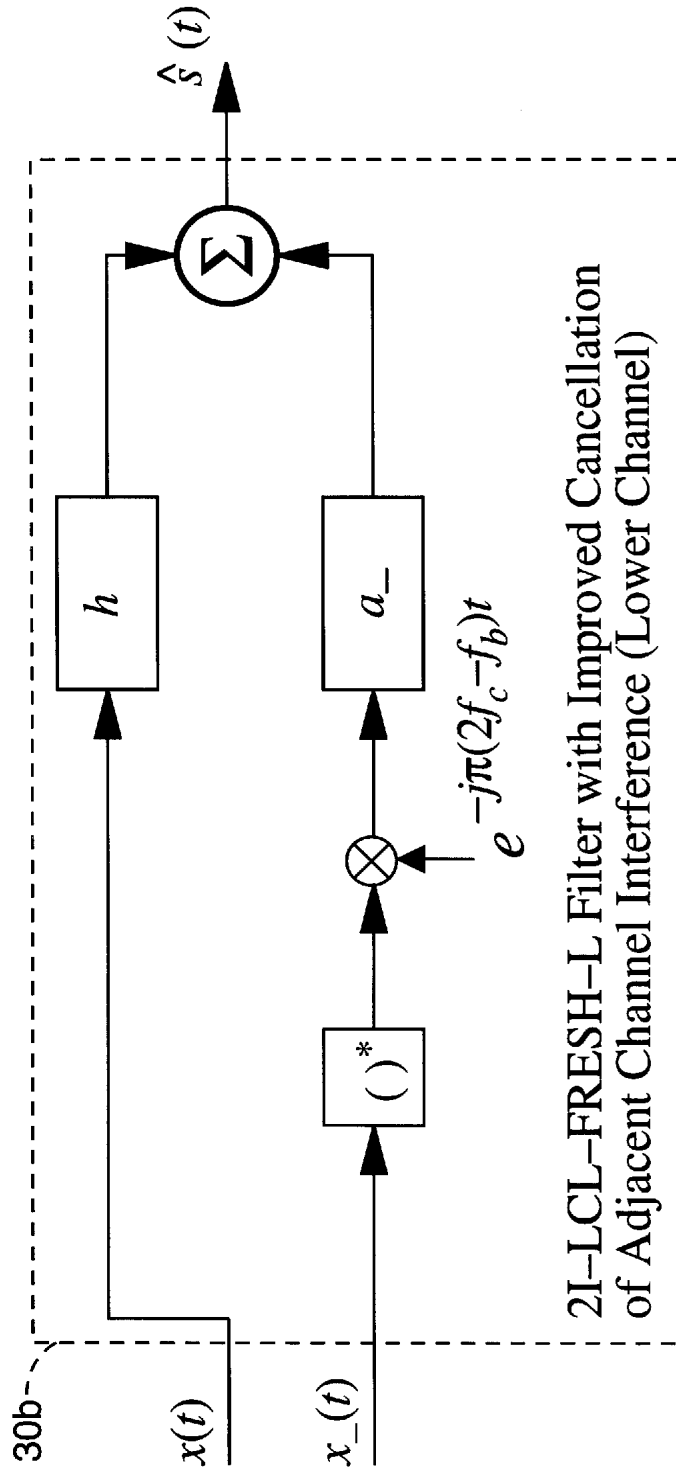 30b
x(t)
x_(t)
h
( )*
e^{-jπ(2f_c-f_b)t}
a_
Σ
ŝ (t)
2I–LCL–FRESH–L Filter with Improved Cancellation
of Adjacent Channel Interference (Lower Channel)